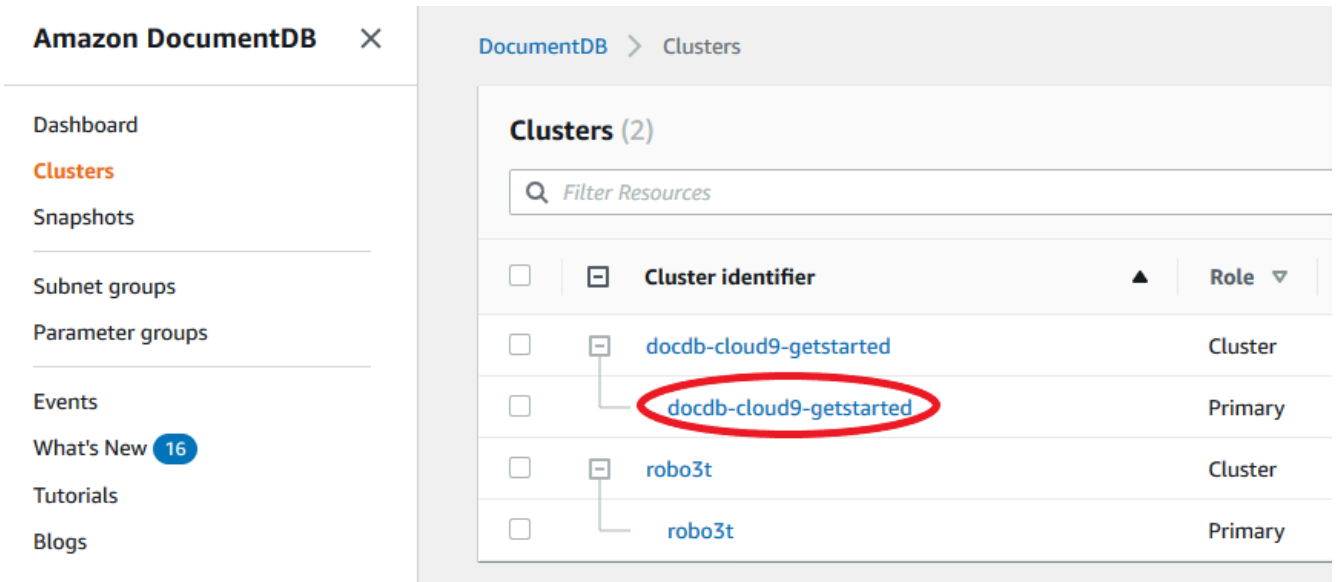 Amazon DocumentDB
Dashboard
Clusters
Snapshots
Subnet groups
Parameter groups
Events
What's New 16
Tutorials
Blogs
DocumentDB > Clusters
Clusters (2)
Filter Resources
Cluster identifier Role
docdb-cloud9-getstarted Cluster
docdb-cloud9-getstarted Primary
robo3t Cluster
robo3t Primary